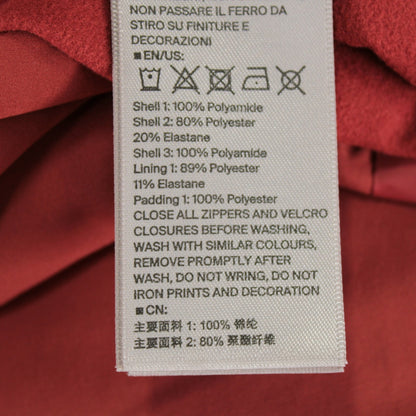 NON PASSARE IL FERRO DA
STIRO SU FINITURE E
DECORAZIONI
■EN/US:
Shell 1: 100% Polyamide
Shell 2: 80% Polyester
20% Elastane
Shell 3: 100% Polyamide
Lining 1: 89% Polyester
11% Elastane
Padding 1: 100% Polyester
CLOSE ALL ZIPPERS AND VELCRO
CLOSURES BEFORE WASHING,
WASH WITH SIMILAR COLOURS,
REMOVE PROMPTLY AFTER
WASH, DO NOT WRING, DO NOT
IRON PRINTS AND DECORATION
■CN:
主要面料 1: 100% 锦纶
主要面料 2: 80% 聚酯纤维